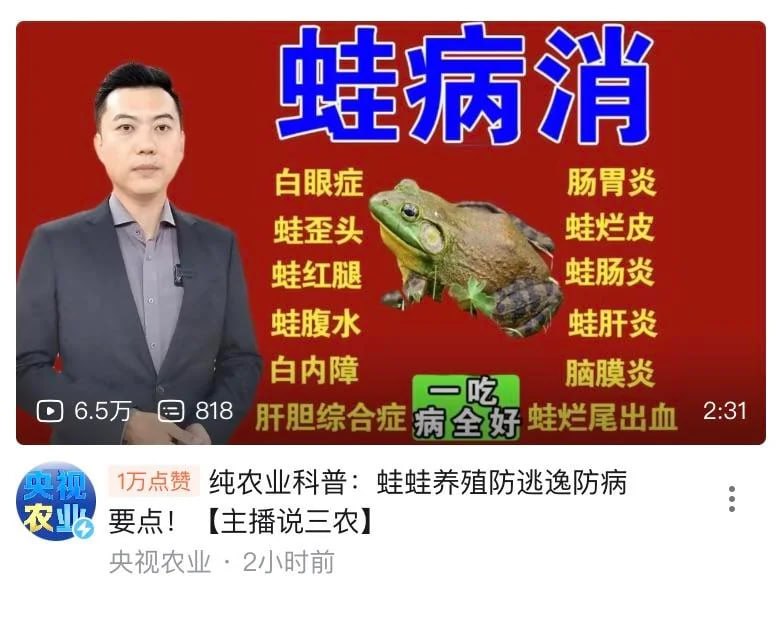 蛙病消
白眼症
肠胃炎
蛙歪头
蛙烂皮
蛙红腿
蛙肠炎
蛙腹水
蛙肝炎
白内障
脑膜炎
肝胆综合症
一吃
病全好
蛙烂尾出血
6.5万
818
2:31
央视
农业
1万点赞 纯农业科普：蛙蛙养殖防逃逸防病
要点！【主播说三农】
央视农业 · 2小时前